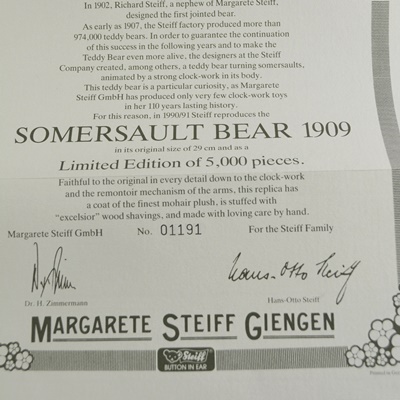 In 1902, Richard Steiff, a nephew of Margarete Steiff,
designed the first jointed bear.
As early as 1907, the Steiff factory produced more than
974,000 teddy bears. In order to guarantee the continuation
of this success in the following years and to make the
Teddy Bear even more alive, the designers at the Steiff
Company created, among others, a teddy bear turning somersaults,
animated by a strong clock-work in its body.
This teddy bear is a particular curiosity, as Margarete
Steiff GmbH has produced only very few clock-work toys
in her 110 years lasting history.
For this reason, in 1990/91 Steiff reproduces the
SOMERSAULT BEAR 1909
in its original size of 29 cm and as a
Limited Edition of 5,000 pieces.
Faithful to the original in every detail down to the clock-work
and the remontoir mechanism of the arms, this replica has
a coat of the finest mohair plush, is stuffed with
"excelsior" wood shavings, and made with loving care by hand.
Margarete Steiff GmbH No. 01191 For the Steiff Family
Hans-Otto Steiff
Dr. H. Zimmermann Hans-Otto Steiff
MARGARETE STEIFF GIENGEN
Steiff
BUTTON IN EAR